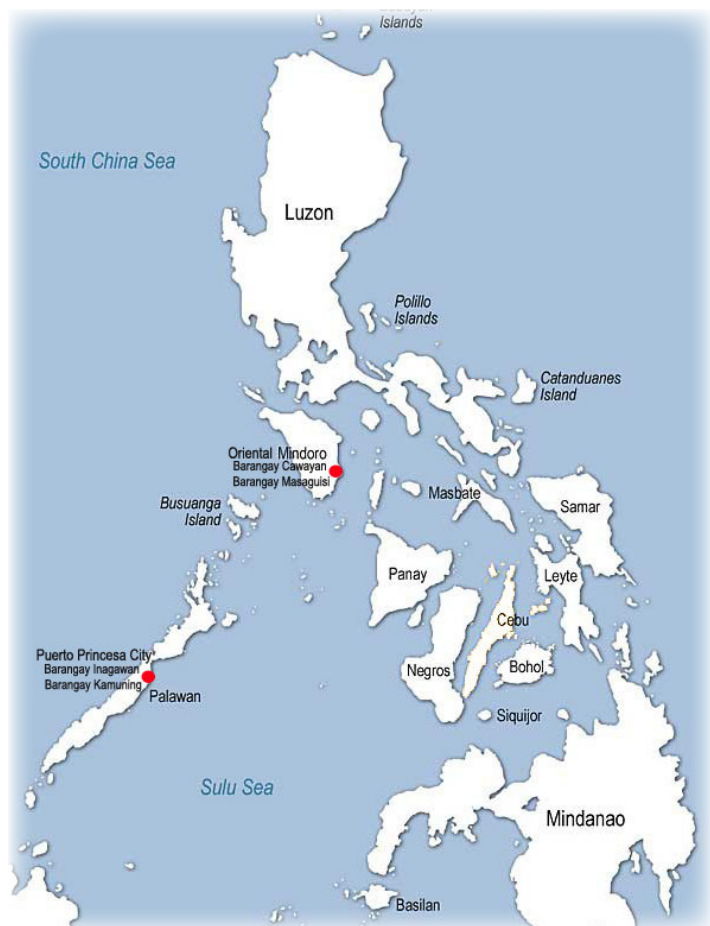 Islands
South China Sea
Luzon
Polillo
Islands
Catanduanes
Island
Oriental Mindoro
Barangay Cawayan
Barangay Masaguisi
Masbate
Busuanga
Island
Samar
Panay
Leyte
Cebu
Puerto Princesa City
Barangay Inagawan
Barangay Kamuning
Palawan
Negros
Bohol
Siquijor
Sulu Sea
Mindanao
Basilan